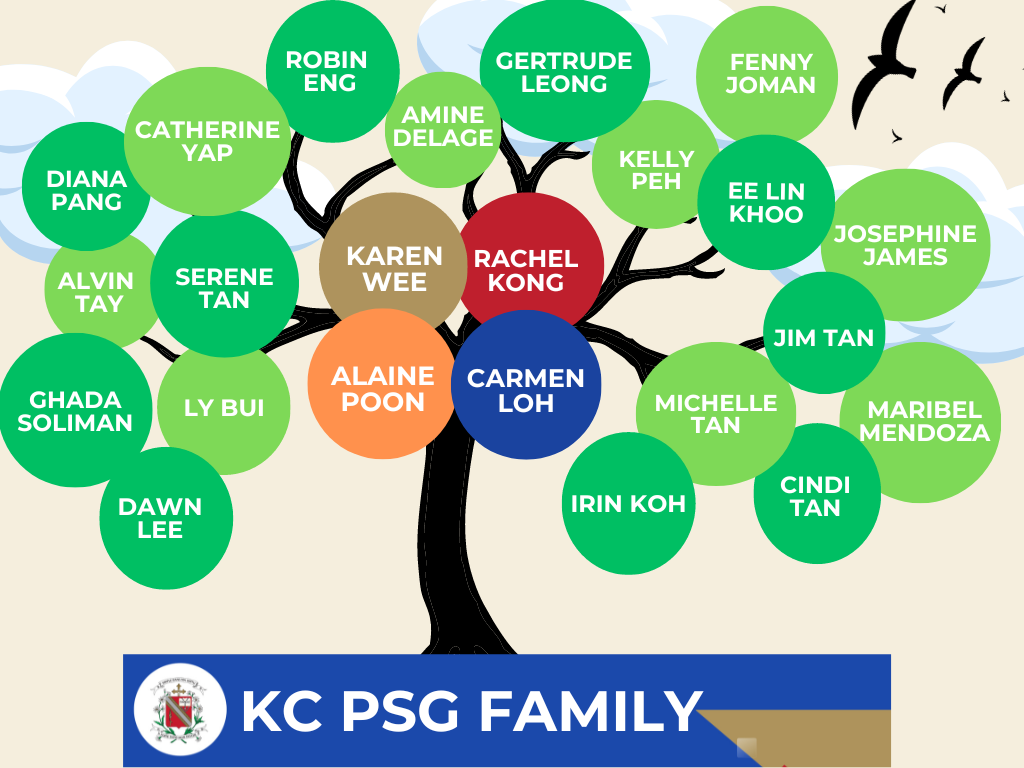 ROBIN
ENG
GERTRUDE
LEONG
FENNY
JOMAN
AMINE
DELAGE
CATHERINE
YAP
KELLY
PEH
DIANA
PANG
EE LIN
KHOO
JOSEPHINE
JAMES
KAREN
WEE
RACHEL
KONG
ALVIN
TAY
SERENE
TAN
JIM TAN
ALAINE
POON
CARMEN
LOH
GHADA
SOLIMAN
LY BUI
MICHELLE
TAN
MARIBEL
MENDOZA
DAWN
LEE
IRIN KOH
CINDI
TAN
KC PSG FAMILY